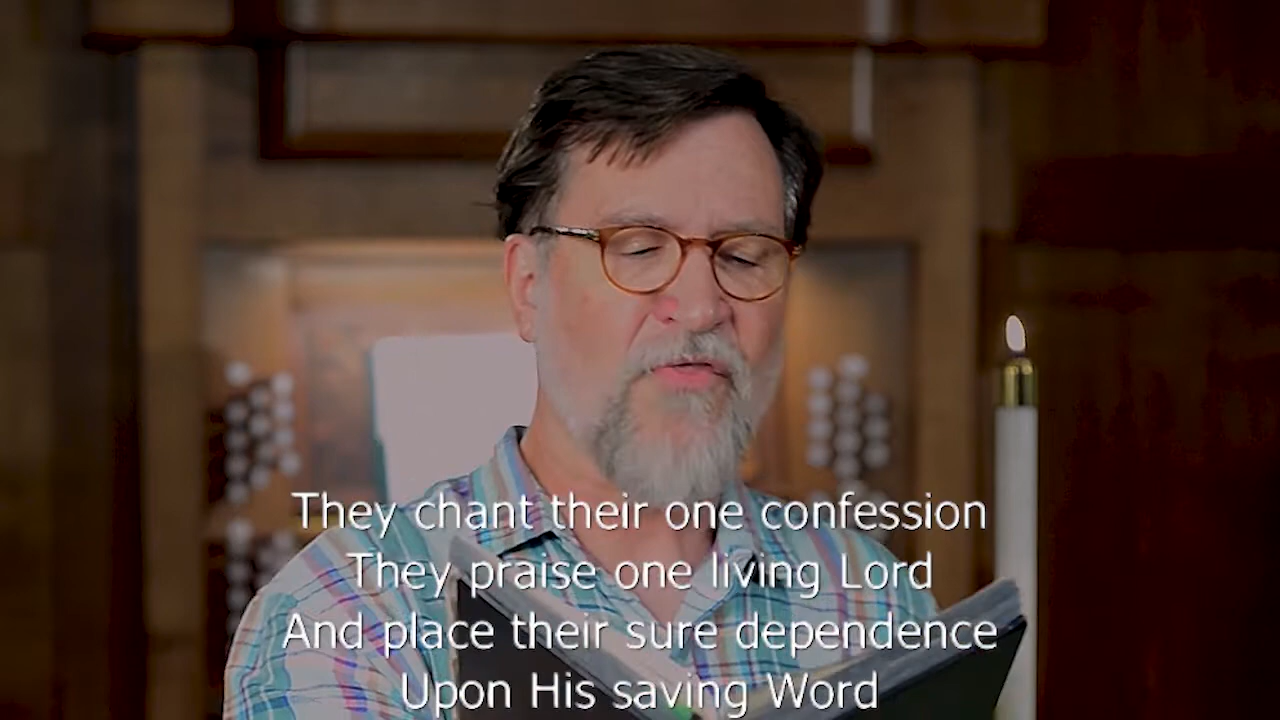 They chant their one confession
They praise one living Lord
And place their sure dependence
Upon His saving Word